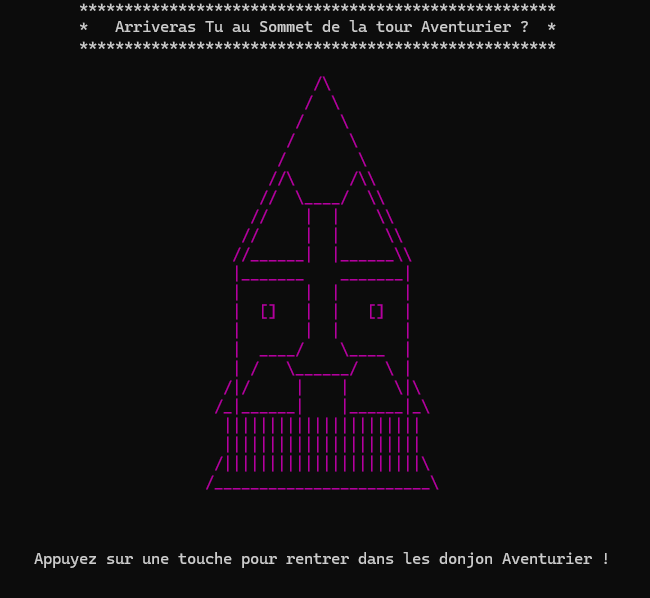 *****************************************************
*   Arriveras Tu au Sommet de la tour Aventurier ?  *
*****************************************************
Appuyez sur une touche pour rentrer dans les donjon Aventurier !